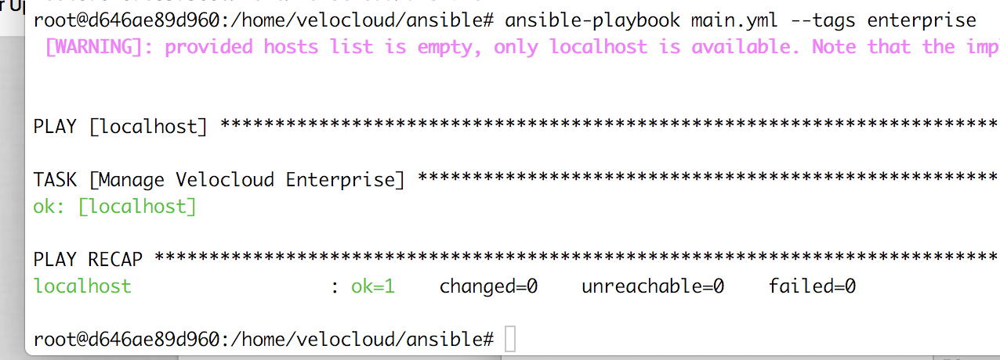 root@d646ae89d960:/home/velocloud/ansible# ansible-playbook main.yml --tags enterprise
[WARNING]: provided hosts list is empty, only localhost is available. Note that the imp
PLAY [localhost] ***********************************************************************
TASK [Manage Velocloud Enterprise] *****************************************************
ok: [localhost]
PLAY RECAP *****************************************************************************
localhost : ok=1 changed=0 unreachable=0 failed=0
root@d646ae89d960:/home/velocloud/ansible#